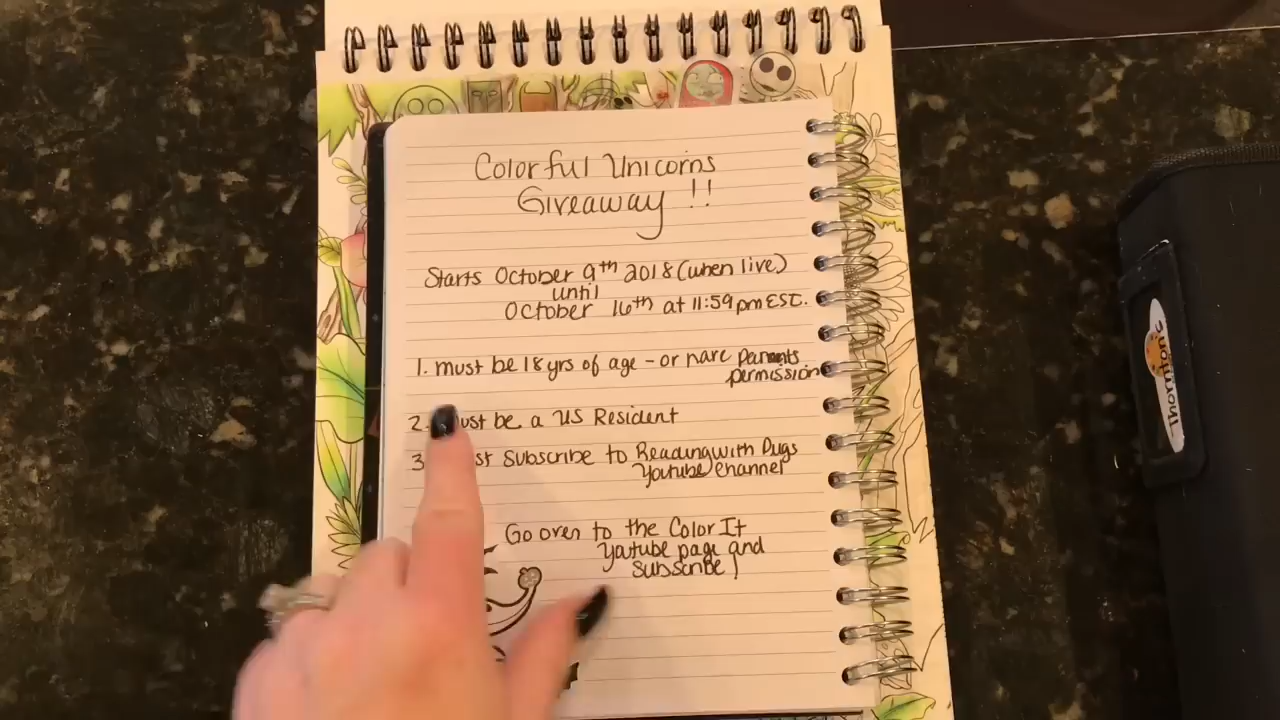 Colorful Unicorns
Giveaway !!
Starts October 9th 2018 (when live)
until
October 16th at 11:59 pm EST.
1. must be 18 yrs of age - or have parents
permission
2. must be a US Resident
3. must Subscribe to Reading with Pugs
Youtube channel
Go over to the Color It
Youtube page and
subscribe!
Thornton's